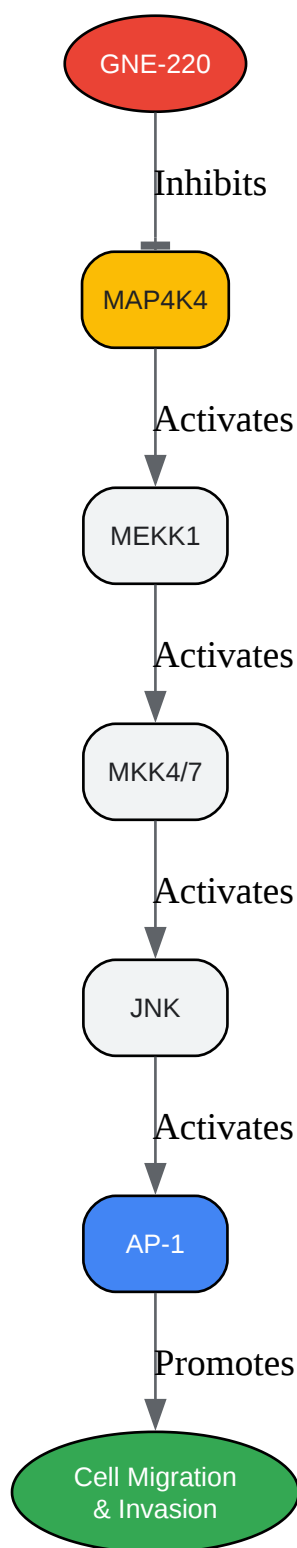 GNE-220
Inhibits
MAP4K4
Activates
MEKK1
Activates
MKK4/7
Activates
JNK
Activates
AP-1
Promotes
Cell Migration
& Invasion